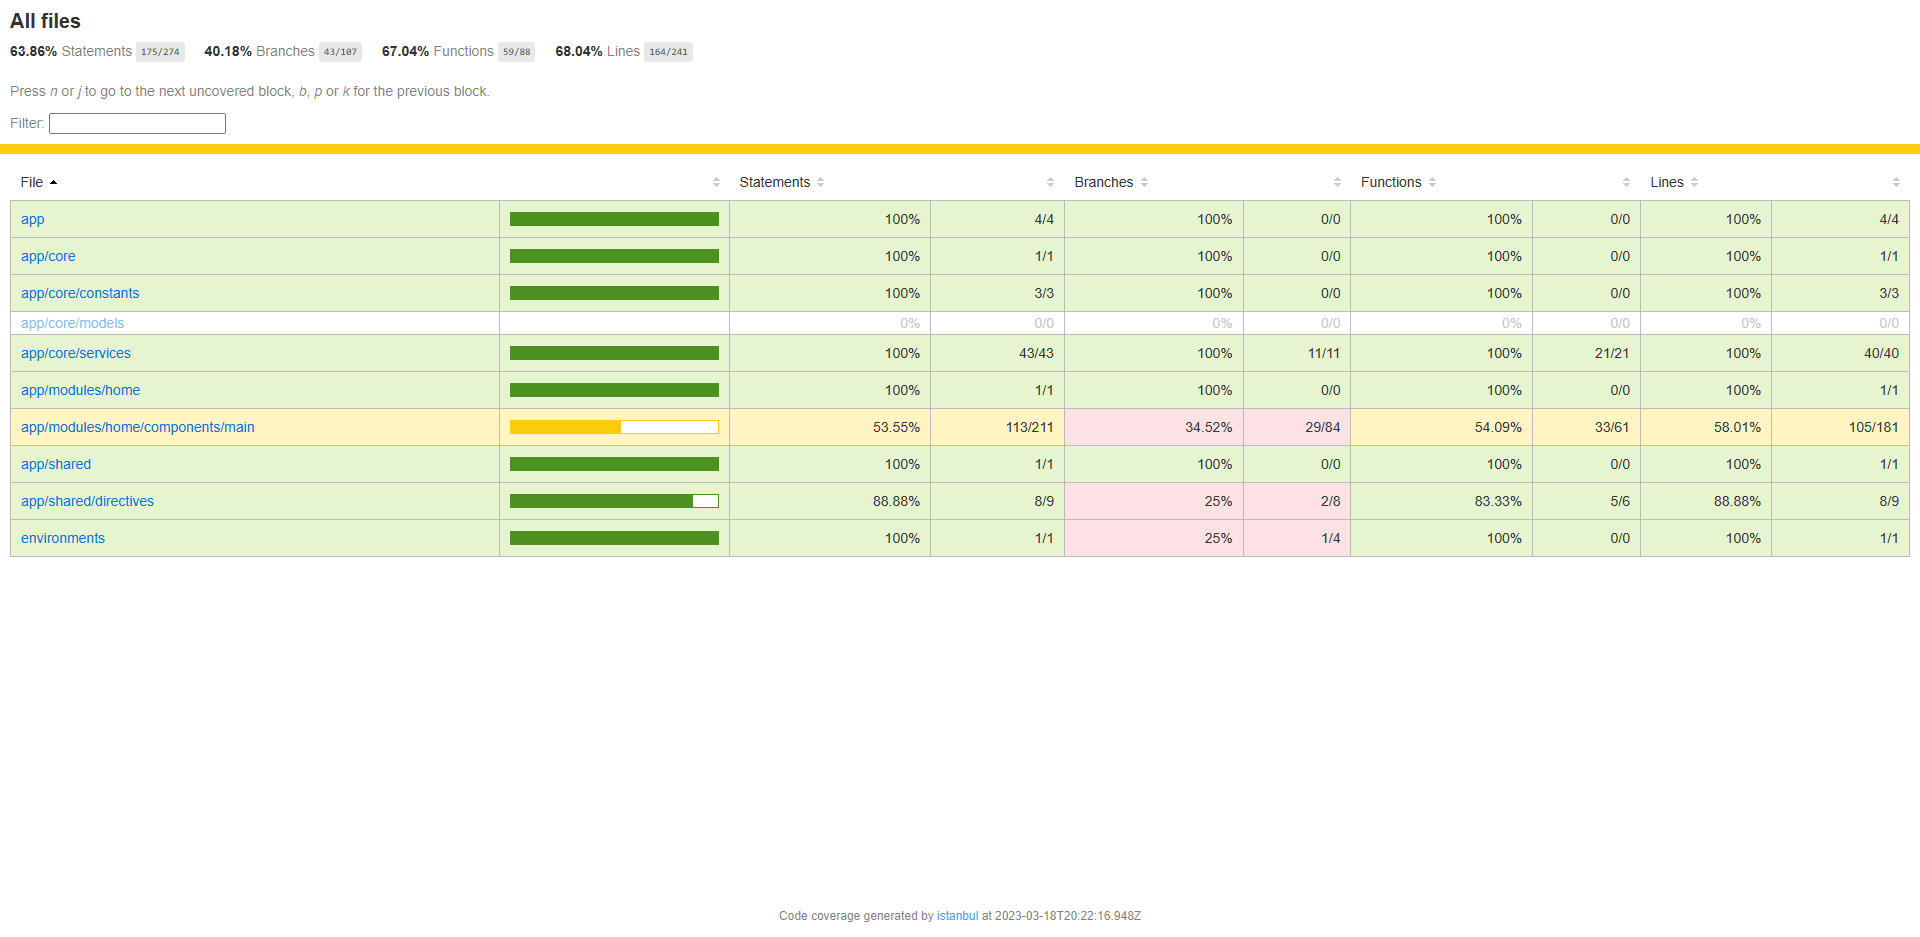 All files
63.86% Statements 175/274 40.18% Branches 43/107 67.04% Functions 59/88 68.04% Lines 164/241
Press n or j to go to the next uncovered block, b, p or k for the previous block.
Filter:
File Statements Branches Functions Lines
app 100% 4/4 100% 0/0 100% 0/0 100% 4/4
app/core 100% 1/1 100% 0/0 100% 0/0 100% 1/1
app/core/constants 100% 3/3 100% 0/0 100% 0/0 100% 3/3
app/core/models 0% 0/0 0% 0/0 0% 0/0 0% 0/0
app/core/services 100% 43/43 100% 11/11 100% 21/21 100% 40/40
app/modules/home 100% 1/1 100% 0/0 100% 0/0 100% 1/1
app/modules/home/components/main 53.55% 113/211 34.52% 29/84 54.09% 33/61 58.01% 105/181
app/shared 100% 1/1 100% 0/0 100% 0/0 100% 1/1
app/shared/directives 88.88% 8/9 25% 2/8 83.33% 5/6 88.88% 8/9
environments 100% 1/1 25% 1/4 100% 0/0 100% 1/1
Code coverage generated by istanbul at 2023-03-18T20:22:16.948Z